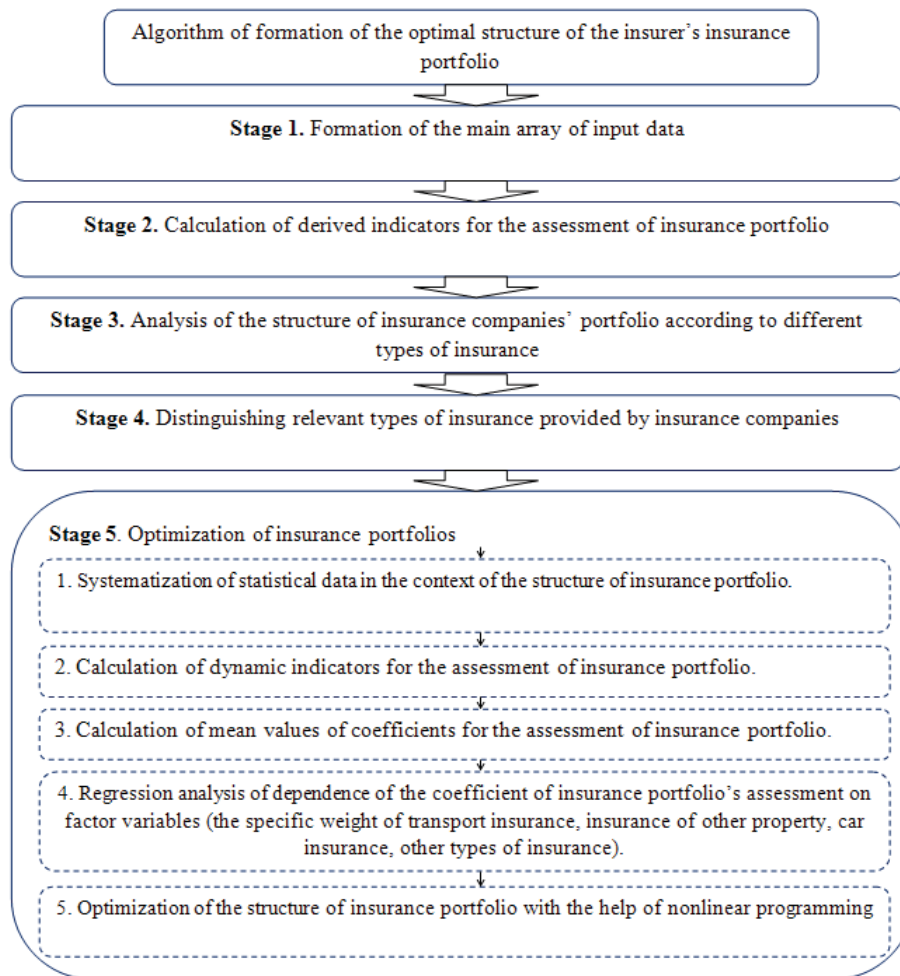 Algorithm of formation of the optimal structure of the insurer's insurance
portfolio
Stage 1. Formation of the main array of input data
Stage 2. Calculation of derived indicators for the assessment of insurance portfolio
Stage 3. Analysis of the structure of insurance companies' portfolio according to different
types of insurance
Stage 4. Distinguishing relevant types of insurance provided by insurance companies
Stage 5. Optimization of insurance portfolios
1. Systematization of statistical data in the context of the structure of insurance portfolio.
2. Calculation of dynamic indicators for the assessment of insurance portfolio.
3. Calculation of mean values of coefficients for the assessment of insurance portfolio.
4. Regression analysis of dependence of the coefficient of insurance portfolio's assessment on
factor variables (the specific weight of transport insurance, insurance of other property, car
insurance, other types of insurance).
5. Optimization of the structure of insurance portfolio with the help of nonlinear programming